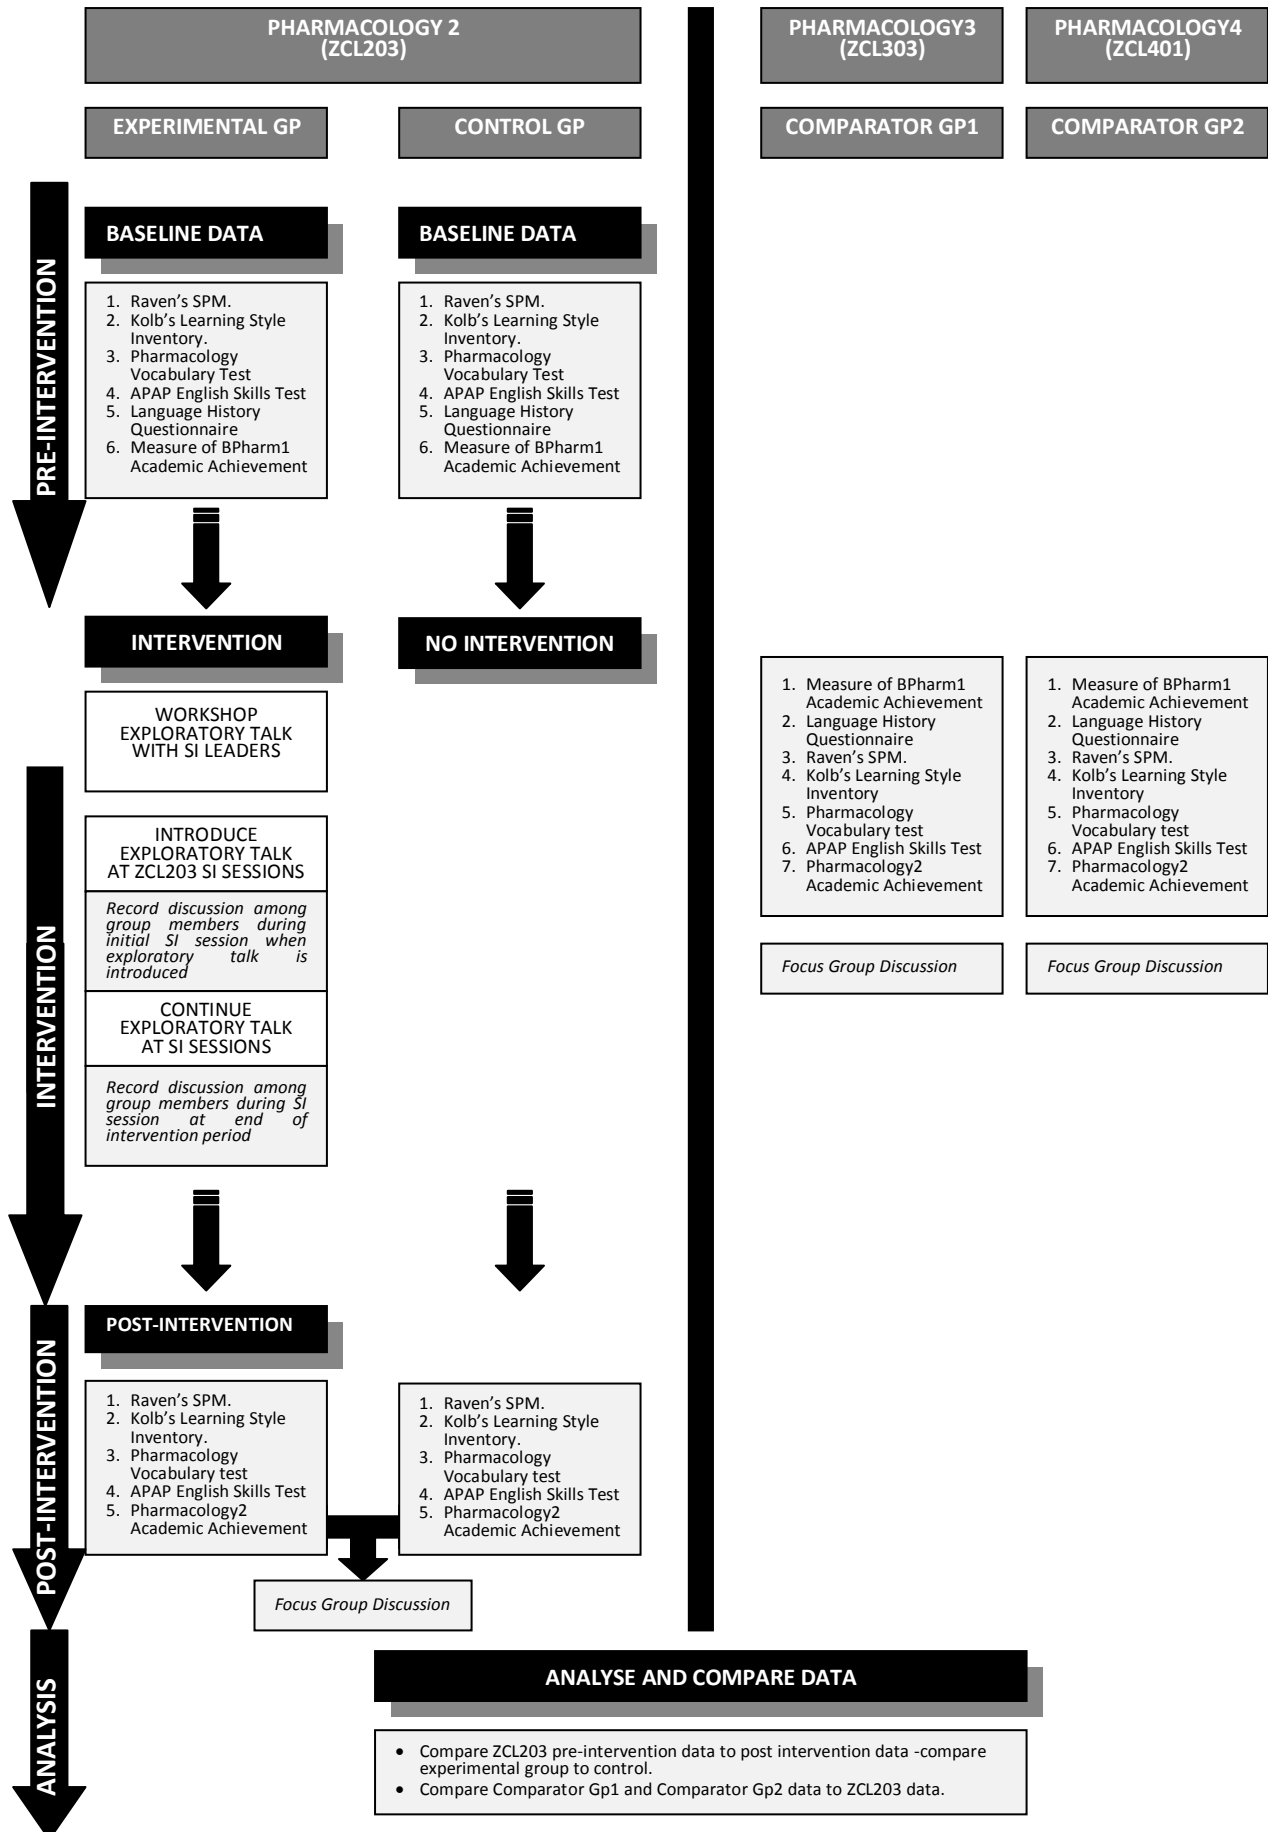 PHARMACOLOGY 2
(ZCL203)
PHARMACOLOGY3
(ZCL303)
PHARMACOLOGY4
(ZCL401)
EXPERIMENTAL GP
CONTROL GP
COMPARATOR GP1
COMPARATOR GP2
PRE-INTERVENTION
BASELINE DATA
1. Raven's SPM.
2. Kolb's Learning Style
Inventory.
3. Pharmacology
Vocabulary Test
4. APAP English Skills Test
5. Language History
Questionnaire
6. Measure of BPharm1
Academic Achievement
BASELINE DATA
1. Raven's SPM.
2. Kolb's Learning Style
Inventory.
3. Pharmacology
Vocabulary Test
4. APAP English Skills Test
5. Language History
Questionnaire
6. Measure of BPharm1
Academic Achievement
INTERVENTION
NO INTERVENTION
INTERVENTION
WORKSHOP
EXPLORATORY TALK
WITH SI LEADERS
INTRODUCE
EXPLORATORY TALK
AT ZCL203 SI SESSIONS
Record discussion among
group members during
initial SI session when
exploratory talk is
introduced
CONTINUE
EXPLORATORY TALK
AT SI SESSIONS
Record discussion among
group members during SI
session at end of
intervention period
1. Measure of BPharm1
Academic Achievement
2. Language History
Questionnaire
3. Raven's SPM.
4. Kolb's Learning Style
Inventory
5. Pharmacology
Vocabulary test
6. APAP English Skills Test
7. Pharmacology2
Academic Achievement
Focus Group Discussion
1. Measure of BPharm1
Academic Achievement
2. Language History
Questionnaire
3. Raven's SPM.
4. Kolb's Learning Style
Inventory
5. Pharmacology
Vocabulary test
6. APAP English Skills Test
7. Pharmacology2
Academic Achievement
Focus Group Discussion
POST-INTERVENTION
POST-INTERVENTION
1. Raven's SPM.
2. Kolb's Learning Style
Inventory.
3. Pharmacology
Vocabulary test
4. APAP English Skills Test
5. Pharmacology2
Academic Achievement
1. Raven's SPM.
2. Kolb's Learning Style
Inventory.
3. Pharmacology
Vocabulary test
4. APAP English Skills Test
5. Pharmacology2
Academic Achievement
Focus Group Discussion
ANALYSIS
ANALYSE AND COMPARE DATA
• Compare ZCL203 pre-intervention data to post intervention data -compare
experimental group to control.
• Compare Comparator Gp1 and Comparator Gp2 data to ZCL203 data.